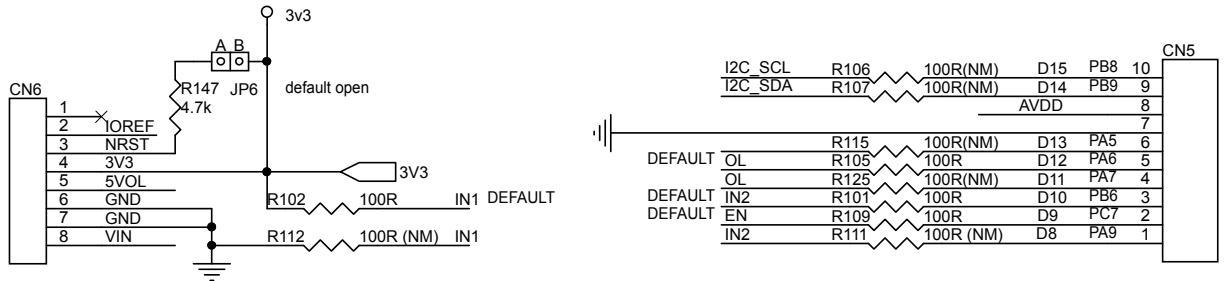 3v3
A B
R147 JP6 default open
4.7k
CN6
1
2 IOREF
3 NRST
4 3V3
5 5VOL
6 GND
7 GND
8 VIN
3V3
R102 100R IN1 DEFAULT
R112 100R (NM) IN1
CN5
I2C_SCL R106 100R(NM) D15 PB8 10
I2C_SDA R107 100R(NM) D14 PB9 9
AVDD 8
7
R115 100R(NM) D13 PA5 6
DEFAULT OL R105 100R D12 PA6 5
OL R125 100R(NM) D11 PA7 4
DEFAULT IN2 R101 100R D10 PB6 3
DEFAULT EN R109 100R D9 PC7 2
IN2 R111 100R (NM) D8 PA9 1